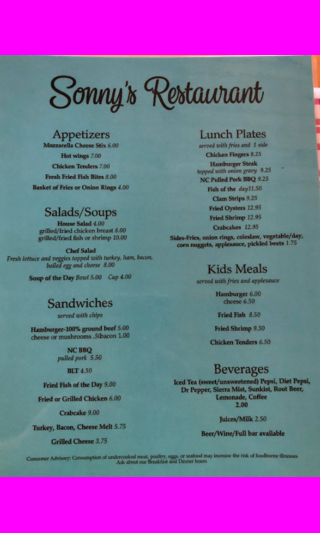 Sonny's Restaurant
Appetizers
Mozzarella Cheese Stix 6.00
Hot wings 7.00
Chicken Tenders 7.00
Fresh Fried Fish Bites 8.00
Basket of Fries or Onion Rings 4.00
Salads/Soups
House Salad 4.00
grilled/fried chicken breast 8.00
grilled/fried fish or shrimp 10.00
Chef Salad
Fresh lettuce and veggies topped with turkey, ham, bacon,
boiled egg and cheese 8.00
Soup of the Day Bowl 5.00 Cup 4.00
Sandwiches
served with chips
Hamburger-100% ground beef 5.00
cheese or mushrooms .50bacon 1.00
NC BBQ
pulled pork 5.50
BLT 4.50
Fried Fish of the Day 9.00
Fried or Grilled Chicken 6.00
Crabcake 9.00
Turkey, Bacon, Cheese Melt 5.75
Grilled Cheese 3.75
Lunch Plates
served with fries and 1 side
Chicken Fingers 8.25
Hamburger Steak
topped with onion gravy 9.25
NC Pulled Pork BBQ 9.25
Fish of the day11.50
Clam Strips 9.25
Fried Oysters 12.95
Fried Shrimp 12.95
Crabcakes 12.95
Sides-Fries, onion rings, coleslaw, vegetable/day,
corn nuggets, applesauce, pickled beets 1.75
Kids Meals
served with fries and applesauce
Hamburger 6.00
cheese 6.50
Fried Fish 8.50
Fried Shrimp 9.50
Chicken Tenders 6.50
Beverages
Iced Tea (sweet/unsweetened) Pepsi, Diet Pepsi,
Dr Pepper, Sierra Mist, Sunkist, Root Beer,
Lemonade, Coffee
2.00
Juices/Milk 2.50
Beer/Wine/Full bar available
Consumer Advisory: Consumption of undercooked meat, poultry, eggs, or seafood may increase the risk of foodborne illnesses
Ask about our Breakfast and Dinner hours